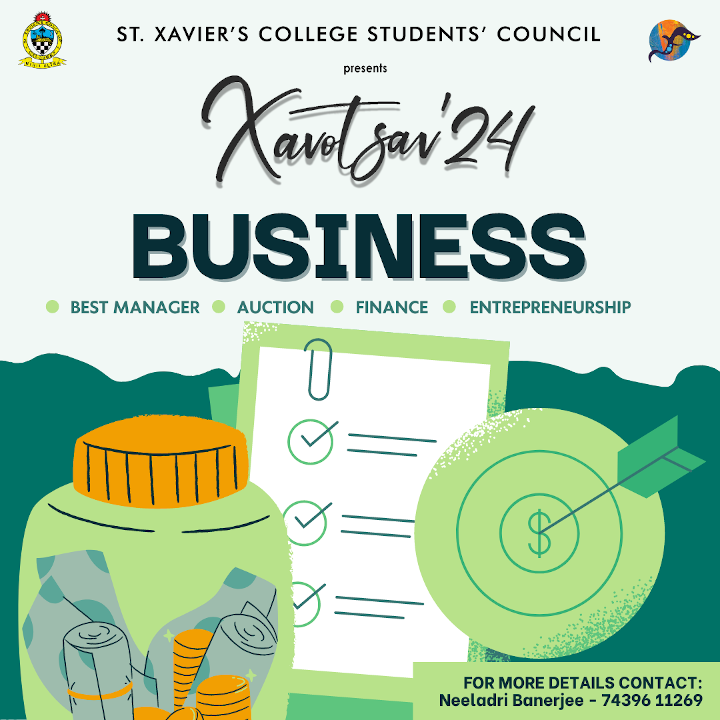 ST. XAVIER'S COLLEGE STUDENTS' COUNCIL
presents
Xavotsav'24
BUSINESS
BEST MANAGER AUCTION FINANCE ENTREPRENEURSHIP
$
FOR MORE DETAILS CONTACT:
Neeladri Banerjee - 74396 11269